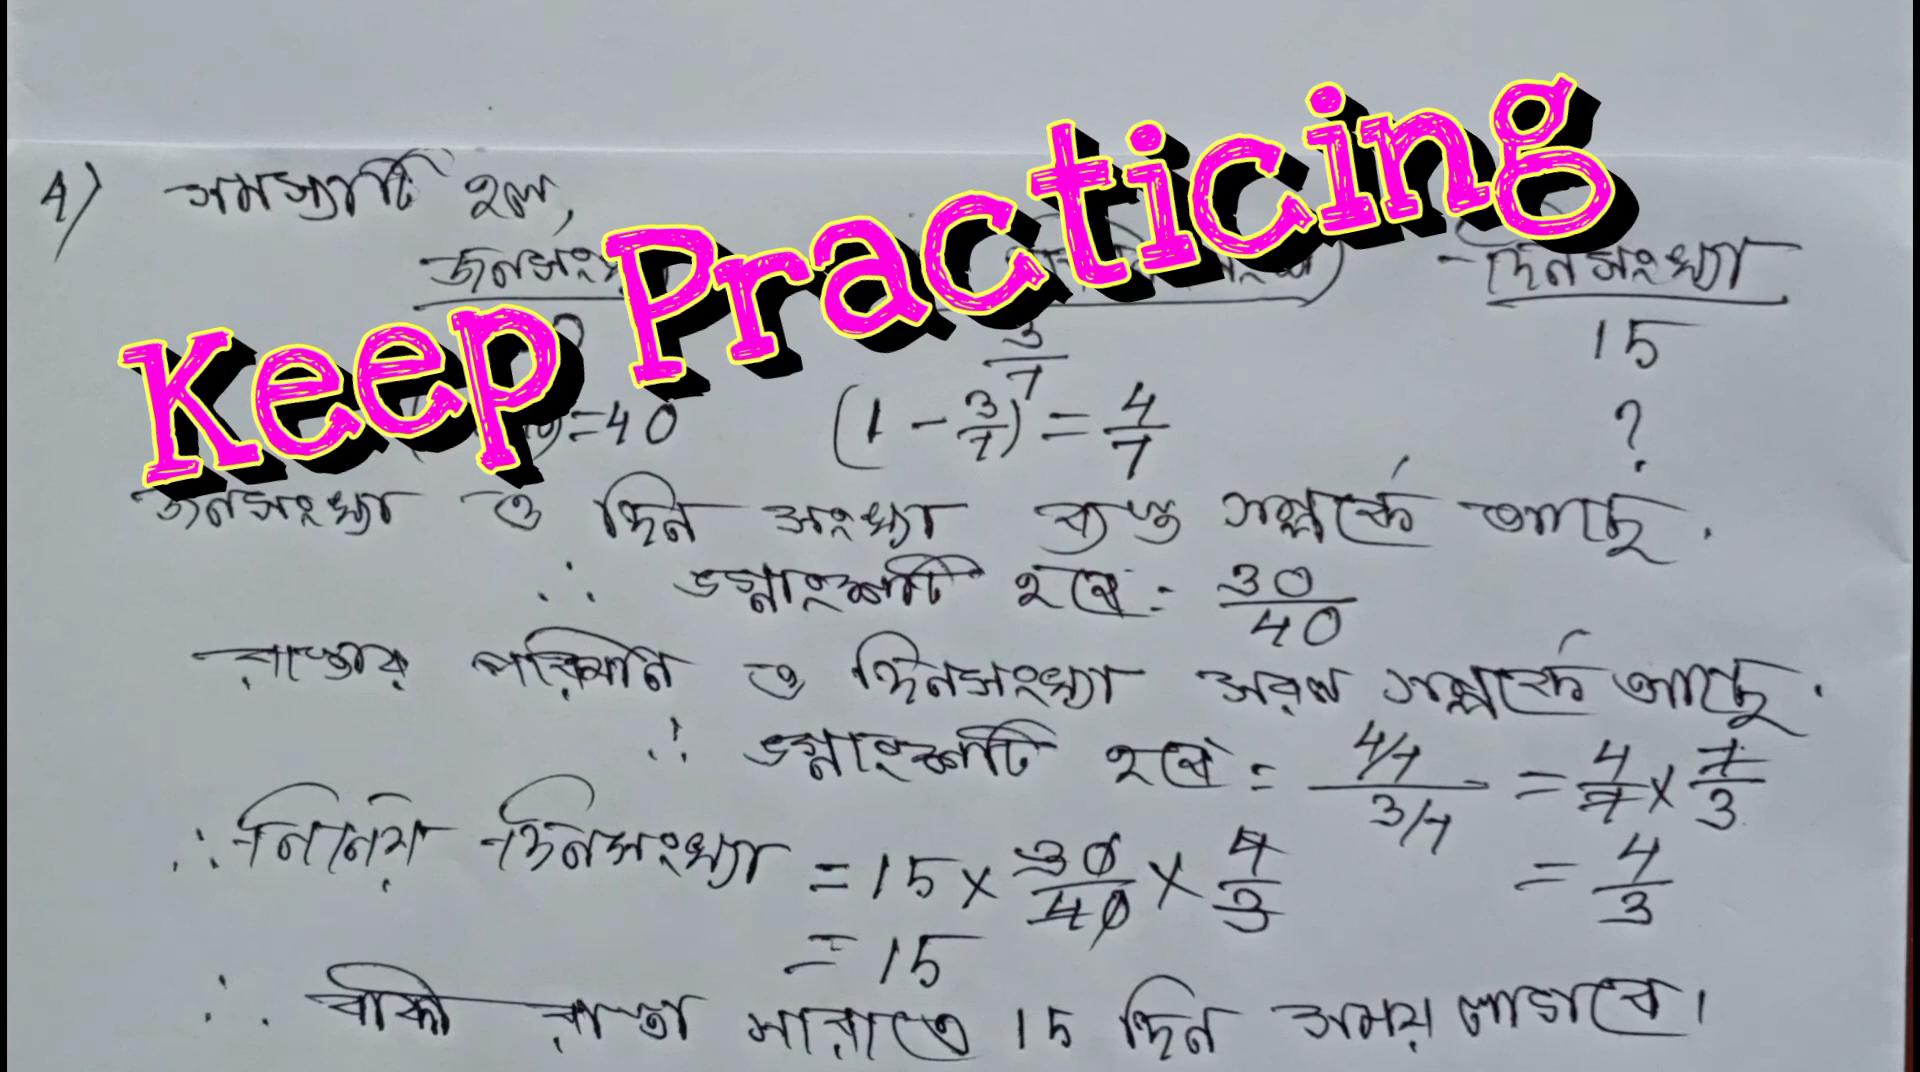 Keep Practicing
4) সমস্যাটি হল,
দিনসংখ্যা
3/7 15
=40 (1 - 3/7) = 4/7 ?
জনসংখ্যা ও দিন সংখ্যা ব্যস্ত সম্পর্কে আছে.
∴ ভগ্নাংশটি হবে = 30/40
রাস্তার পরিমান ও দিনসংখ্যা সরল সম্পর্কে আছে.
∴ ভগ্নাংশটি হবে = 4/7 / 3/7 = 4/7 × 7/3
= 4/3
∴ নির্নেয় দিনসংখ্যা = 15 × 30/40 × 4/3
= 15
∴ বাকী রাস্তা সারাতে 15 দিন সময় লাগবে।